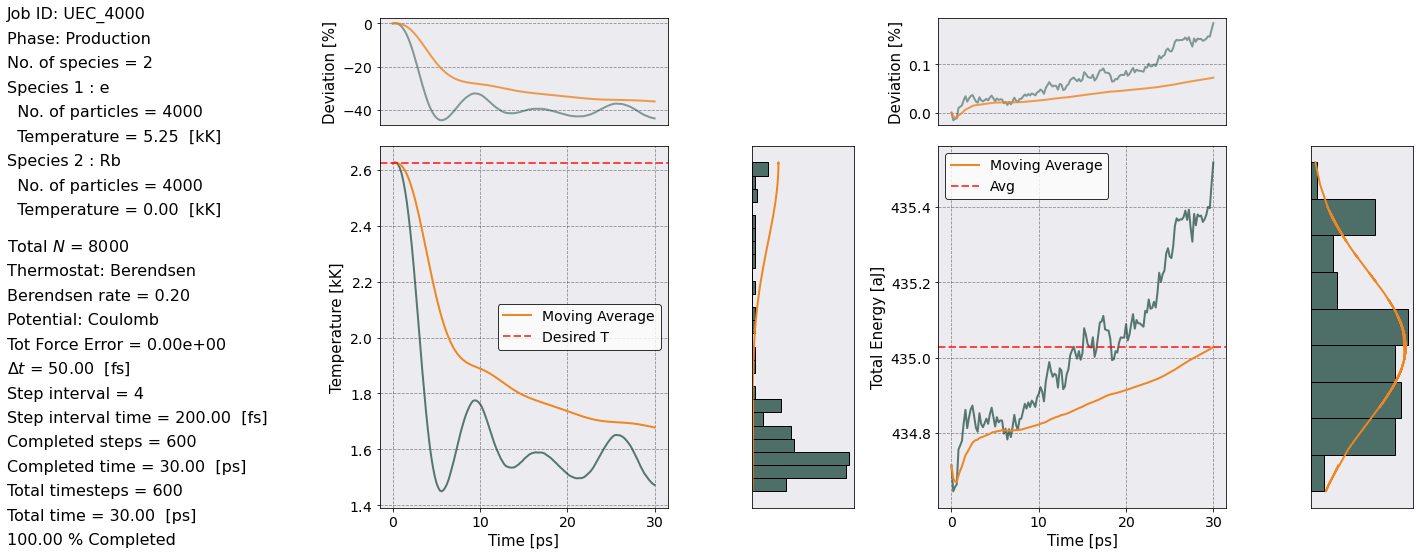 Job ID: UEC_4000
Phase: Production
No. of species = 2
Species 1 : e
No. of particles = 4000
Temperature = 5.25 [kK]
Species 2 : Rb
No. of particles = 4000
Temperature = 0.00 [kK]
Total N = 8000
Thermostat: Berendsen
Berendsen rate = 0.20
Potential: Coulomb
Tot Force Error = 0.00e+00
Δt = 50.00 [fs]
Step interval = 4
Step interval time = 200.00 [fs]
Completed steps = 600
Completed time = 30.00 [ps]
Total timesteps = 600
Total time = 30.00 [ps]
100.00 % Completed
Deviation [%]
0
−20
−40
Temperature [kK]
2.6
2.4
2.2
2.0
1.8
1.6
1.4
Moving Average
Desired T
0
10
20
30
Time [ps]
Deviation [%]
0.1
0.0
Total Energy [aJ]
435.4
435.2
435.0
434.8
Moving Average
Avg
0
10
20
30
Time [ps]